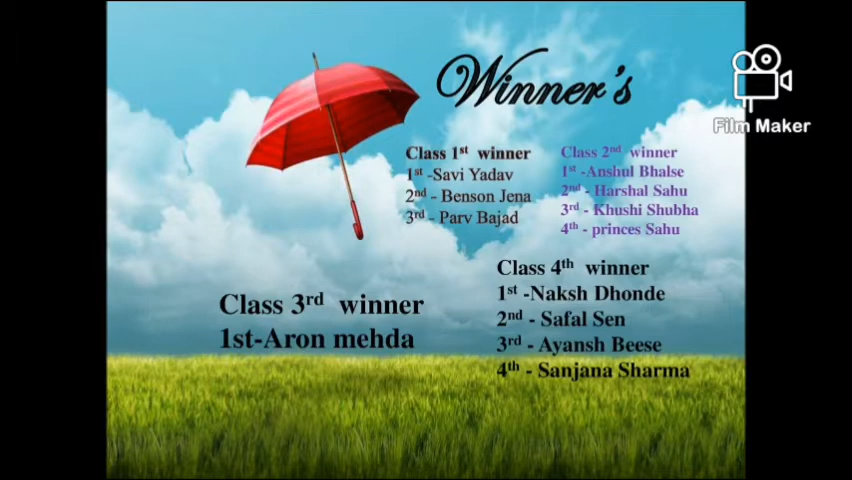 Winner's
Film Maker
Class 1st winner
1st -Savi Yadav
2nd - Benson Jena
3rd - Parv Bajad
Class 2nd winner
1st -Anshul Bhalse
2nd - Harshal Sahu
3rd - Khushi Shubha
4th - princes Sahu
Class 3rd winner
1st-Aron mehda
Class 4th winner
1st -Naksh Dhonde
2nd - Safal Sen
3rd - Ayansh Beese
4th - Sanjana Sharma